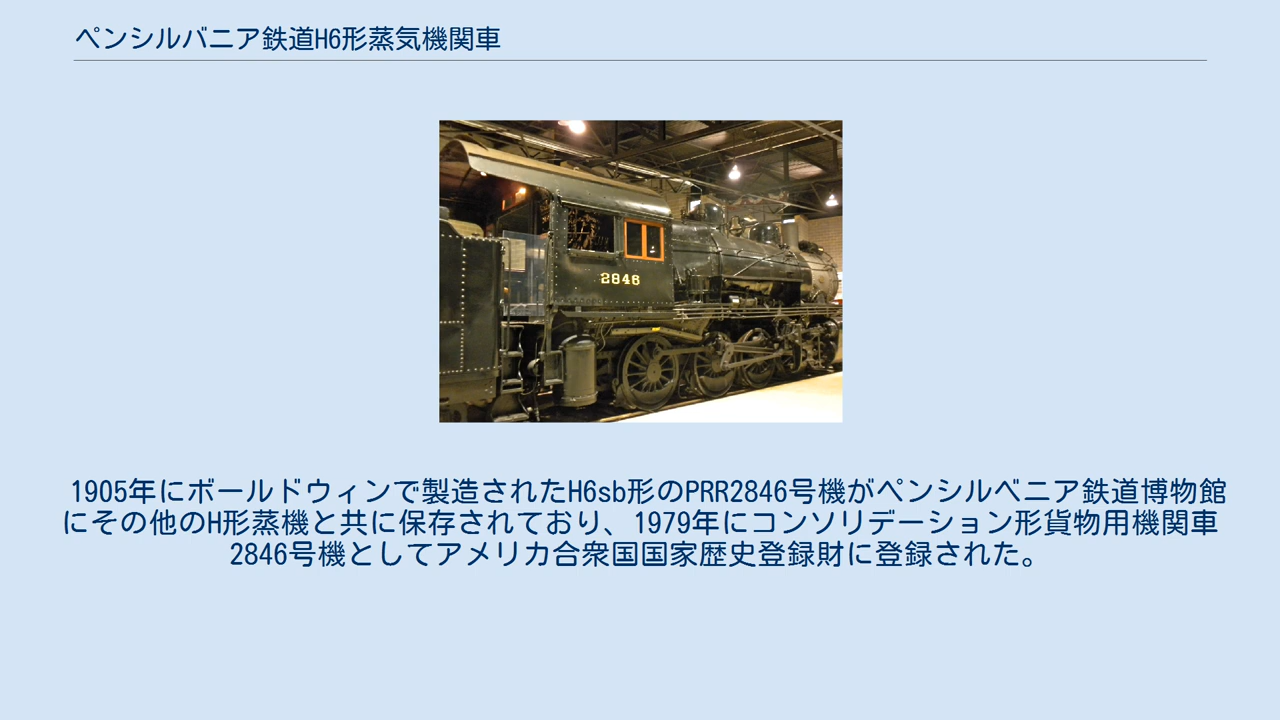 ペンシルバニア鉄道H6形蒸気機関車
2846
1905年にボールドウィンで製造されたH6sb形のPRR2846号機がペンシルベニア鉄道博物館
にその他のH形蒸機と共に保存されており、1979年にコンソリデーション形貨物用機関車
2846号機としてアメリカ合衆国国家歴史登録財に登録された。